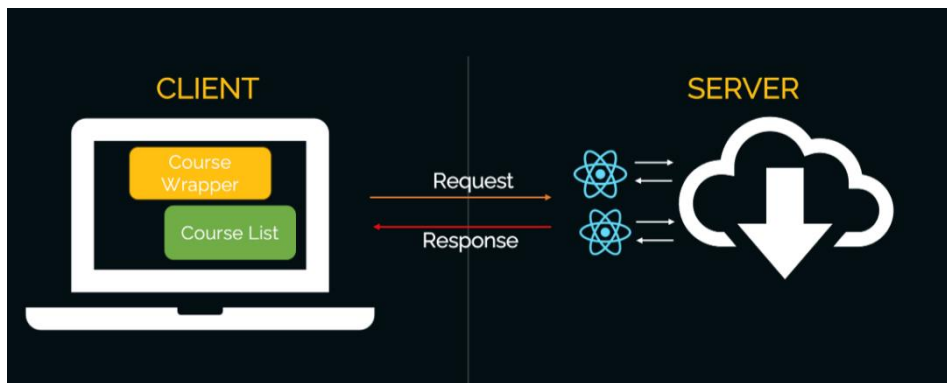 CLIENT
SERVER
Course
Wrapper
Course List
Request
Response